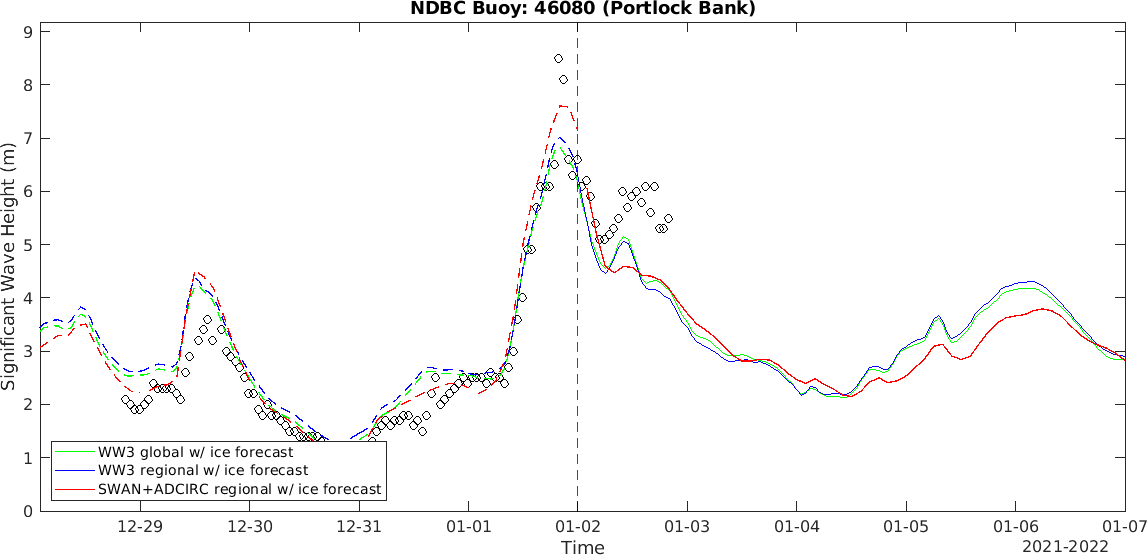 NDBC Buoy: 46080 (Portlock Bank)
Significant Wave Height (m)
9
8
7
6
5
4
3
2
1
0
WW3 global w/ ice forecast
WW3 regional w/ ice forecast
SWAN+ADCIRC regional w/ ice forecast
12-29 12-30 12-31 01-01 01-02 01-03 01-04 01-05 01-06 01-07
Time
2021-2022